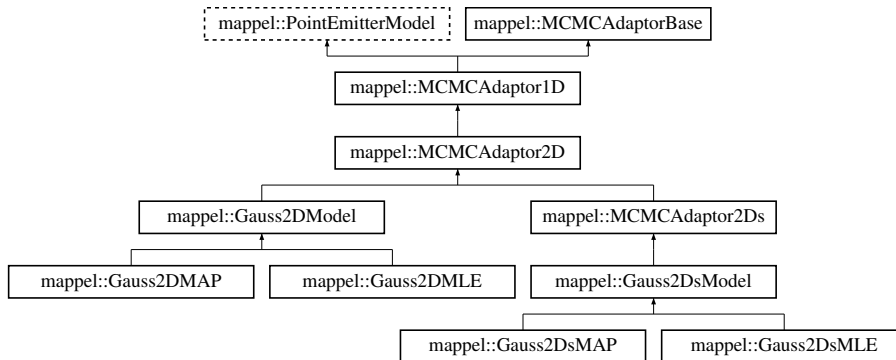 mappel::PointEmitterModel
mappel::MCMCAdaptorBase
mappel::MCMCAdaptor1D
mappel::MCMCAdaptor2D
mappel::Gauss2DModel
mappel::MCMCAdaptor2Ds
mappel::Gauss2DMAP
mappel::Gauss2DMLE
mappel::Gauss2DsModel
mappel::Gauss2DsMAP
mappel::Gauss2DsMLE